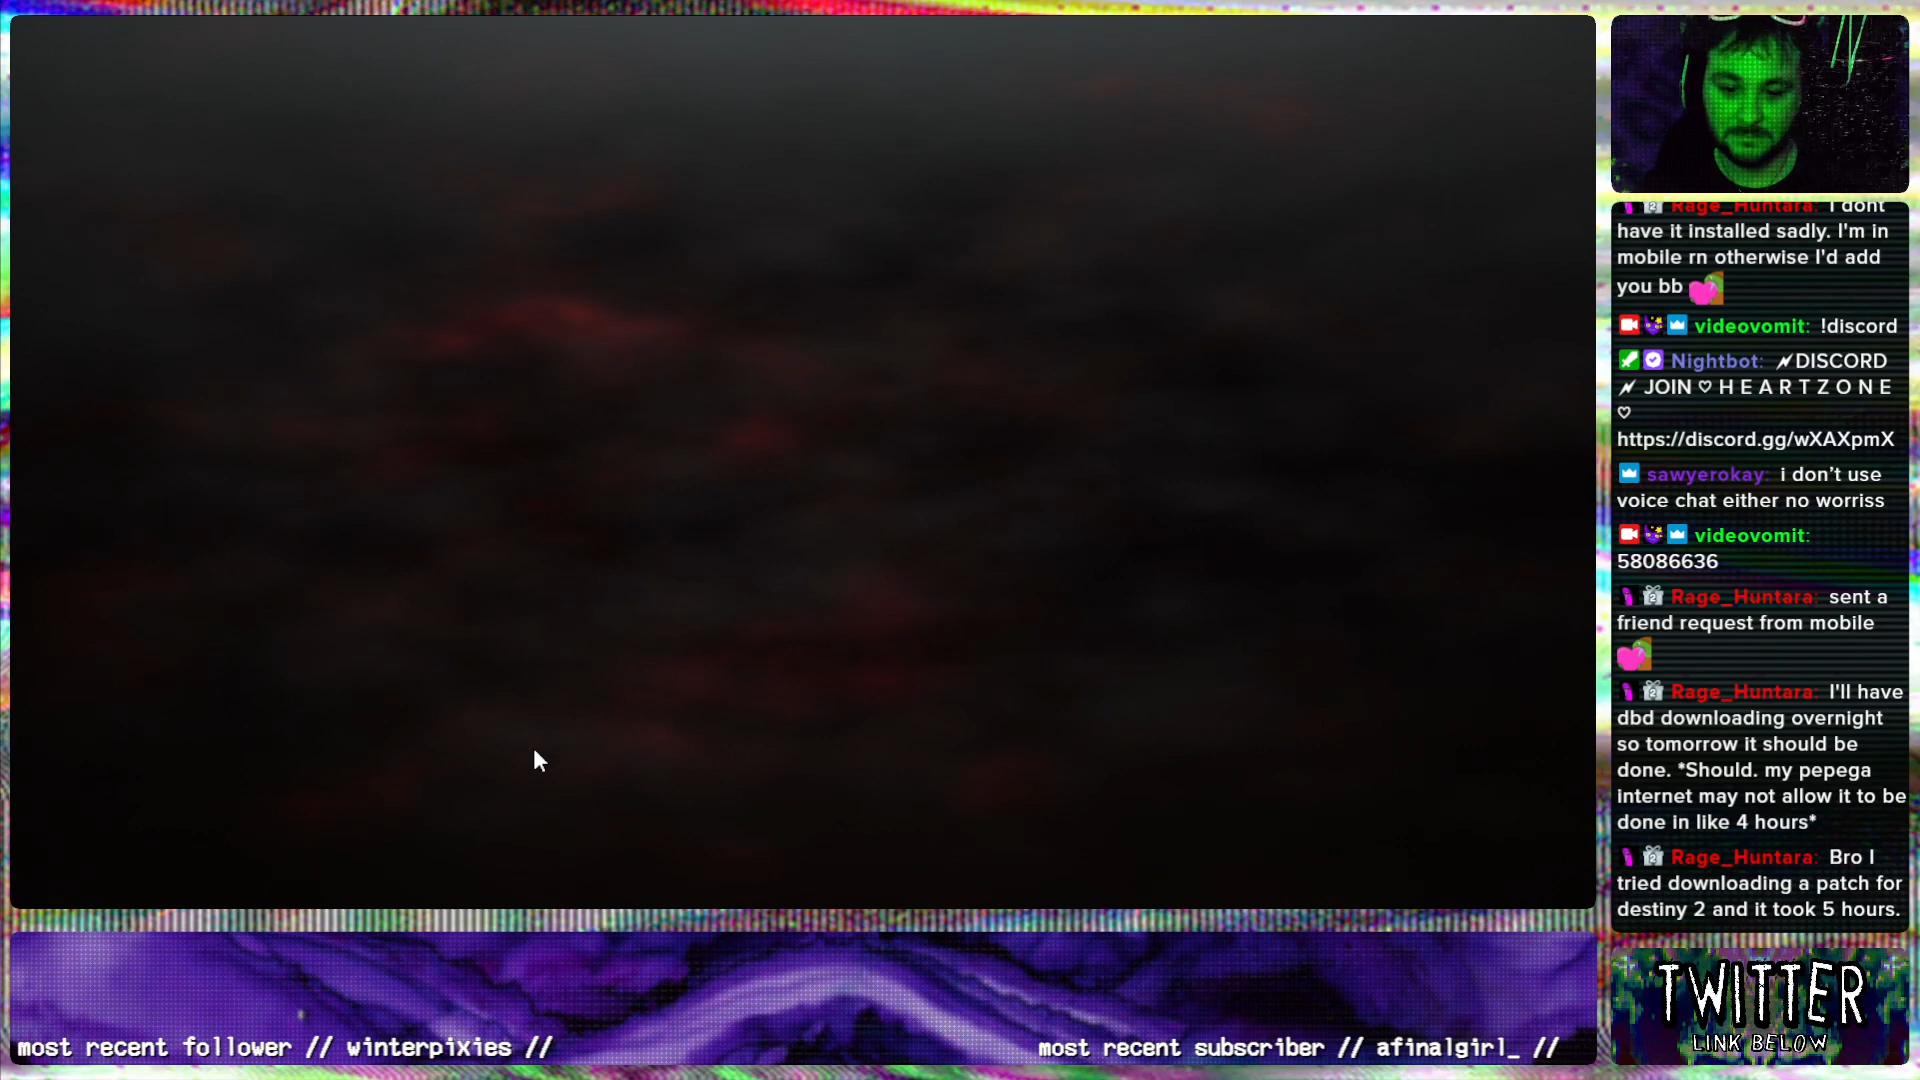 Rage_Huntara: I dont
have it installed sadly. I'm in
mobile rn otherwise I'd add
you bb
videovomit: !discord
Nightbot: DISCORD
JOIN ♡ H E A R T Z O N E
♡
https://discord.gg/wXAXpmX
sawyerokay: i don't use
voice chat either no worriss
videovomit:
58086636
Rage_Huntara: sent a
friend request from mobile
Rage_Huntara: I'll have
dbd downloading overnight
so tomorrow it should be
done. *Should. my pepega
internet may not allow it to be
done in like 4 hours*
Rage_Huntara: Bro I
tried downloading a patch for
destiny 2 and it took 5 hours.
most recent follower // winterpixies //
most recent subscriber // afinalgirl_ //
TWITTER
LINK BELOW